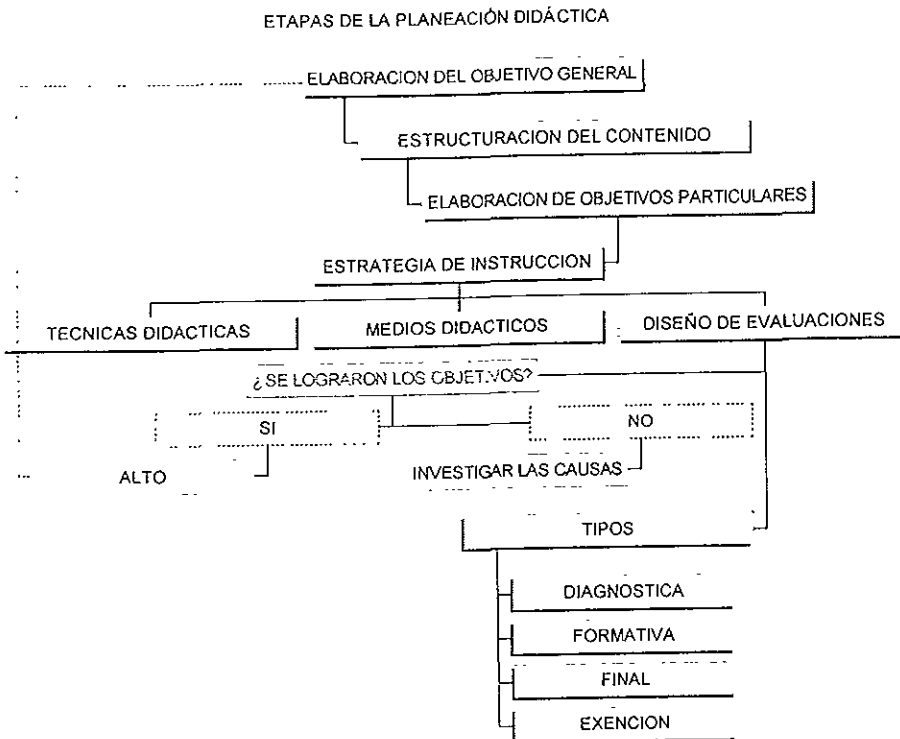 ETAPAS DE LA PLANEACIÓN DIDÁCTICA
ELABORACION DEL OBJETIVO GENERAL
ESTRUCTURACION DEL CONTENIDO
ELABORACION DE OBJETIVOS PARTICULARES
ESTRATEGIA DE INSTRUCCION
TECNICAS DIDACTICAS
MEDIOS DIDACTICOS
DISEÑO DE EVALUACIONES
¿SE LOGRARON LOS OBJETIVOS?
SI
NO
ALTO
INVESTIGAR LAS CAUSAS
TIPOS
DIAGNOSTICA
FORMATIVA
FINAL
EXENCION